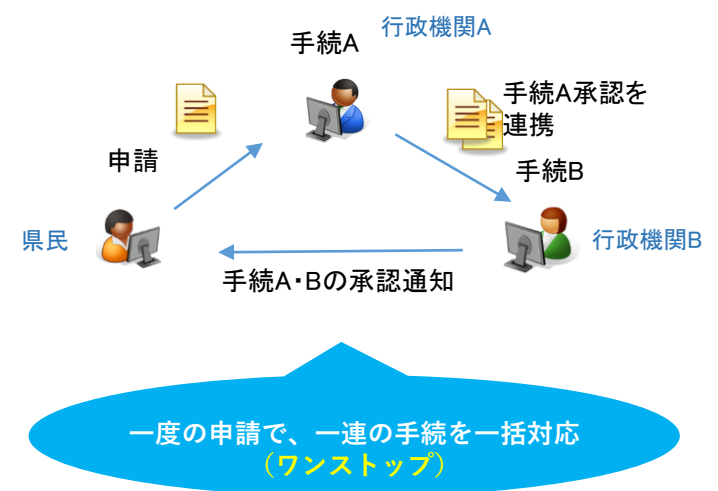 手続A
行政機関A
手続A承認を
連携
申請
手続B
県民
行政機関B
手続A・Bの承認通知
一度の申請で、一連の手続を一括対応
（ワンストップ）